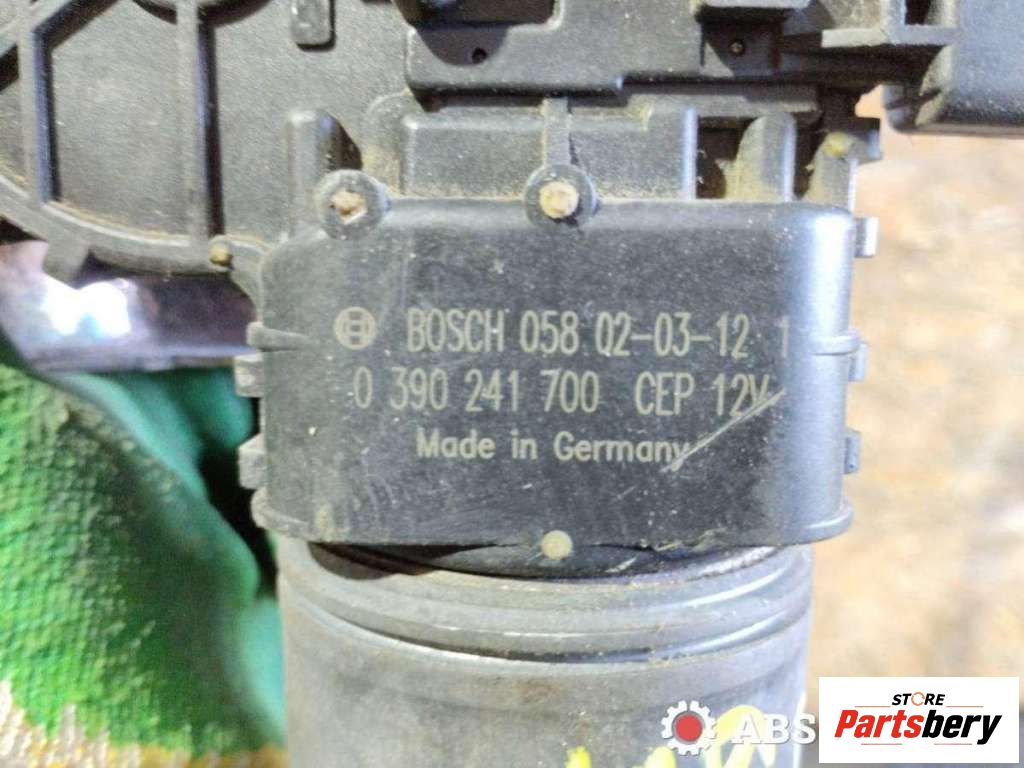 BOSCH 058 02-03-12 1
0 390 241 700 CEP 12V
Made in Germany
ABS
STORE
Partsbery